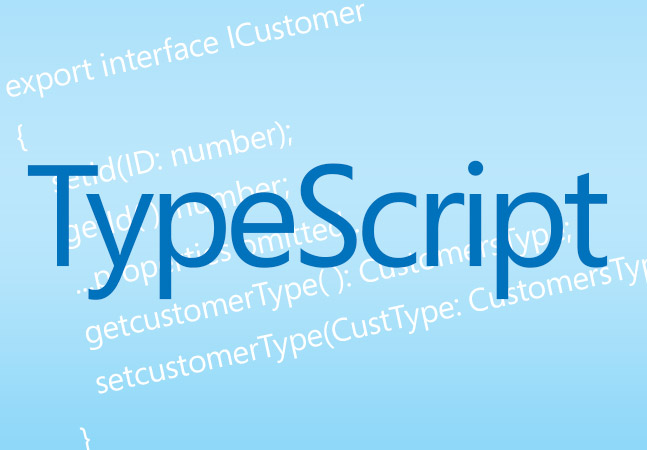 export interface ICustomer
{
setId(ID: number);
getId( ): number;
...properties omitted...
getcustomerType( ): CustomersType;
setcustomerType(CustType: CustomersTyp
}
TypeScript